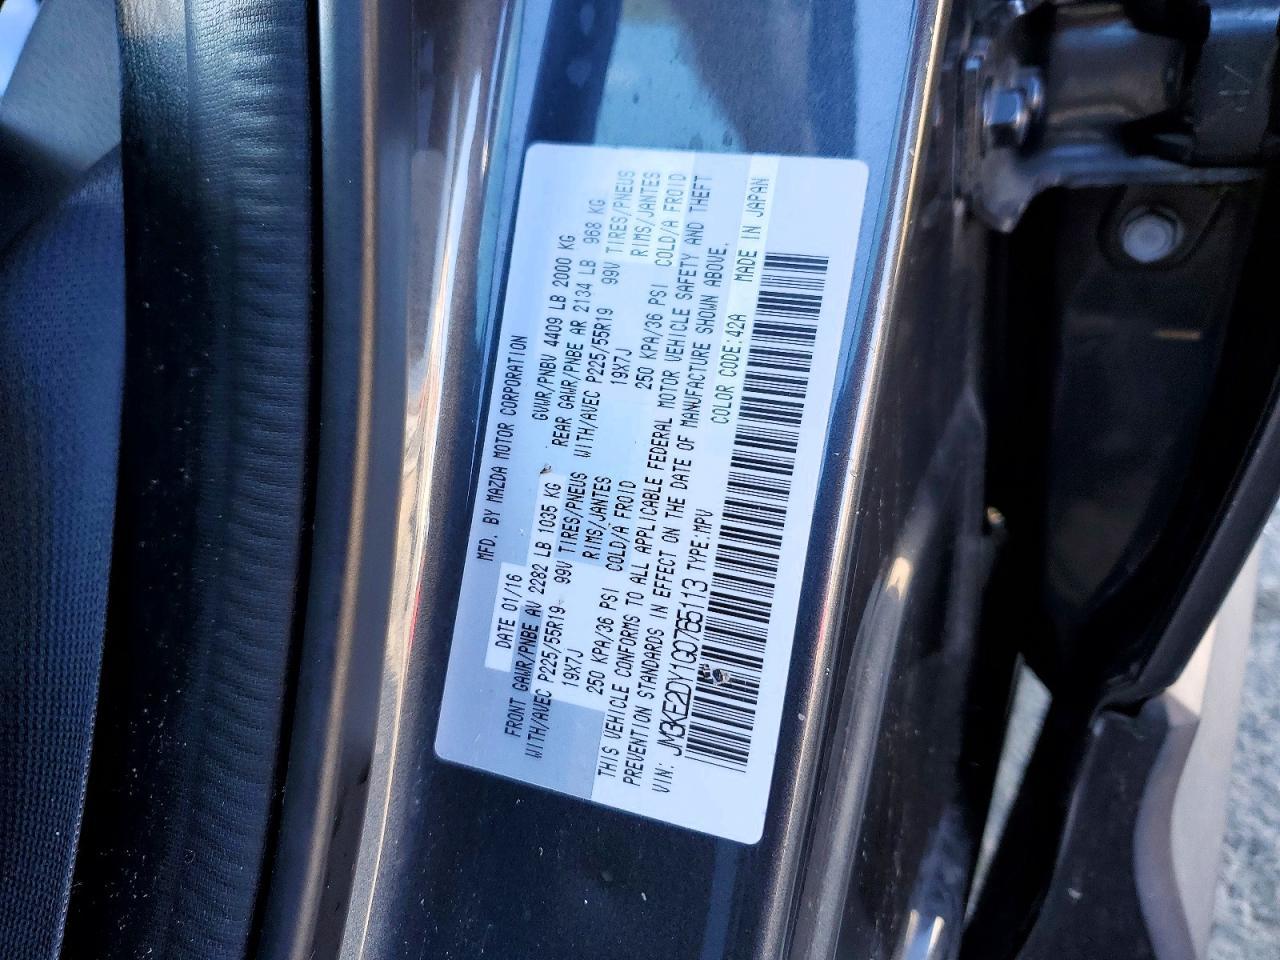 MFD. BY MAZDA MOTOR CORPORATION
DATE 01/16 GVWR/PNBV 4409 LB 2000 KG
FRONT GAWR/PNBE AV 2282 LB 1035 KG REAR GAWR/PNBE AR 2134 LB 968 KG
WITH/AVEC P225/55R19 99V TIRES/PNEUS WITH/AVEC P225/55R19 99V TIRES/PNEUS
19X7J RIMS/JANTES 19X7J RIMS/JANTES
250 KPA/36 PSI COLD/A FROID 250 KPA/36 PSI COLD/A FROID
THIS VEHICLE CONFORMS TO ALL APPLICABLE FEDERAL MOTOR VEHICLE SAFETY AND THEFT
PREVENTION STANDARDS IN EFFECT ON THE DATE OF MANUFACTURE SHOWN ABOVE.
VIN: JM3KE2DY1G0765113 TYPE:MPV COLOR CODE:42A MADE IN JAPAN